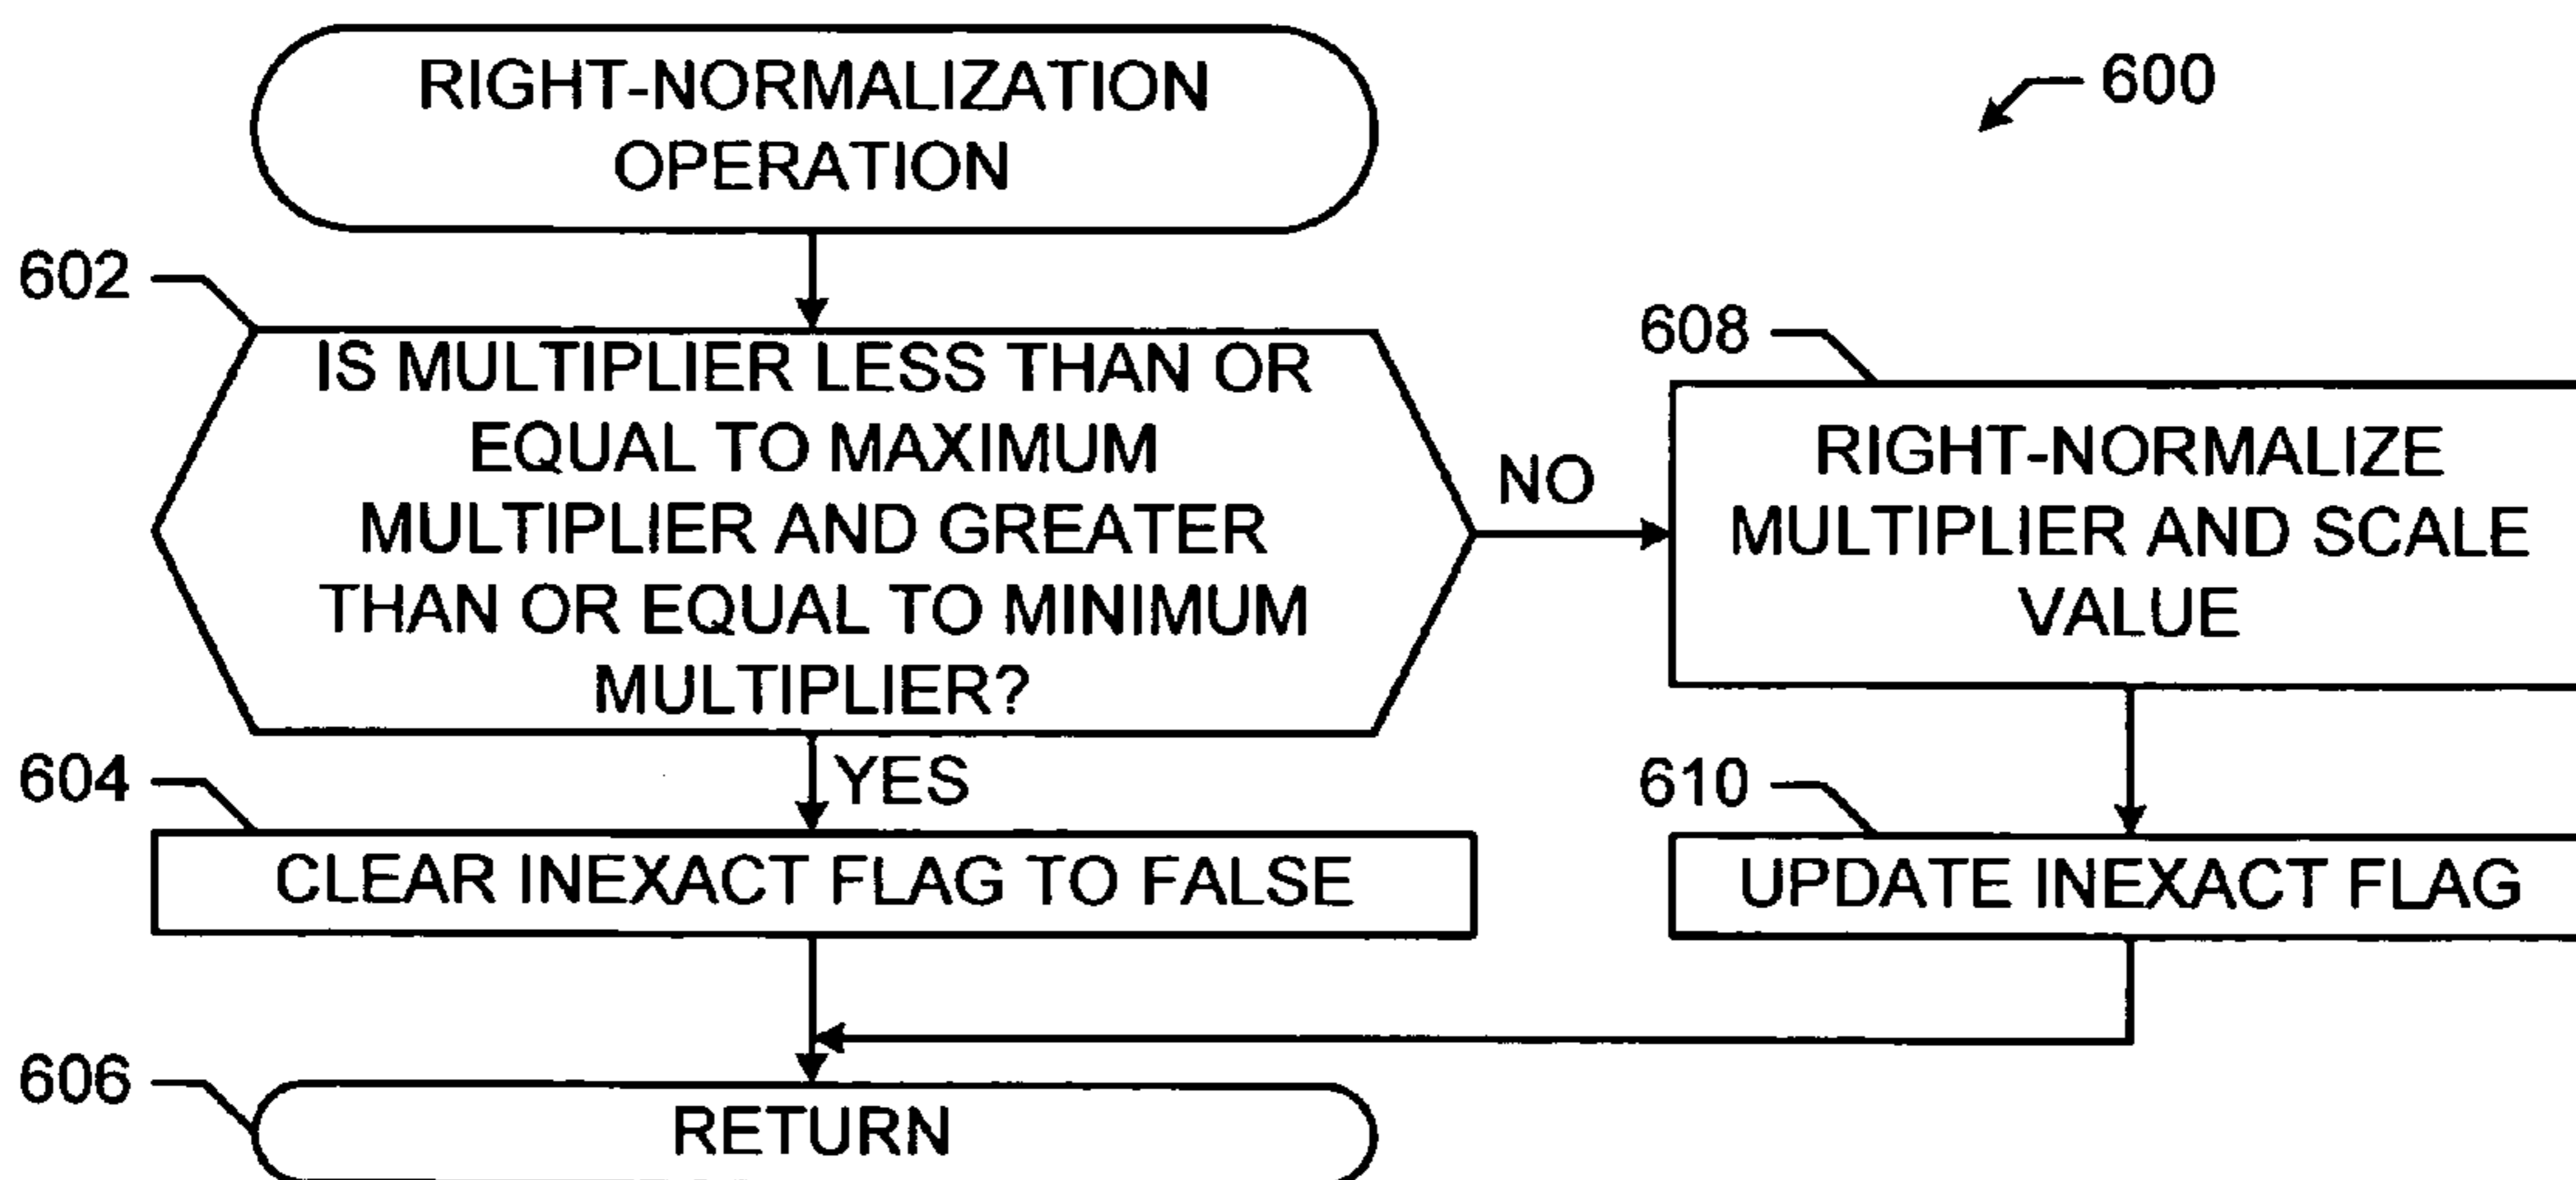 RIGHT-NORMALIZATION
OPERATION
600
602
IS MULTIPLIER LESS THAN OR
EQUAL TO MAXIMUM
MULTIPLIER AND GREATER
THAN OR EQUAL TO MINIMUM
MULTIPLIER?
NO
608
RIGHT-NORMALIZE
MULTIPLIER AND SCALE
VALUE
YES
604
CLEAR INEXACT FLAG TO FALSE
610
UPDATE INEXACT FLAG
606
RETURN